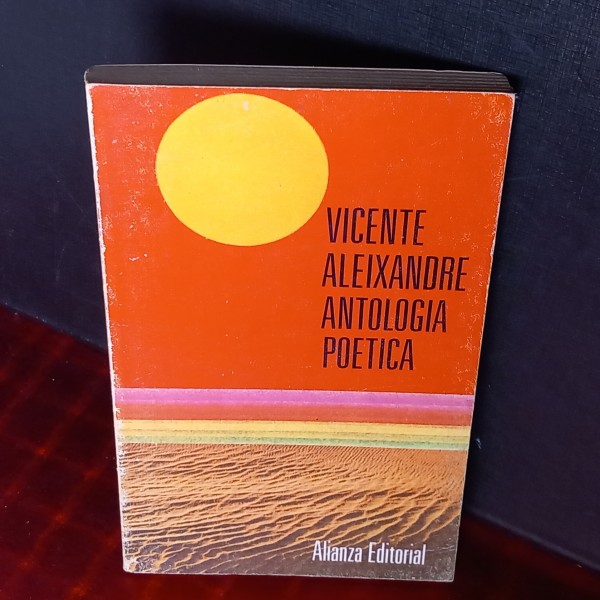 VICENTE
ALEIXANDRE
ANTOLOGIA
POETICA
Alianza Editorial